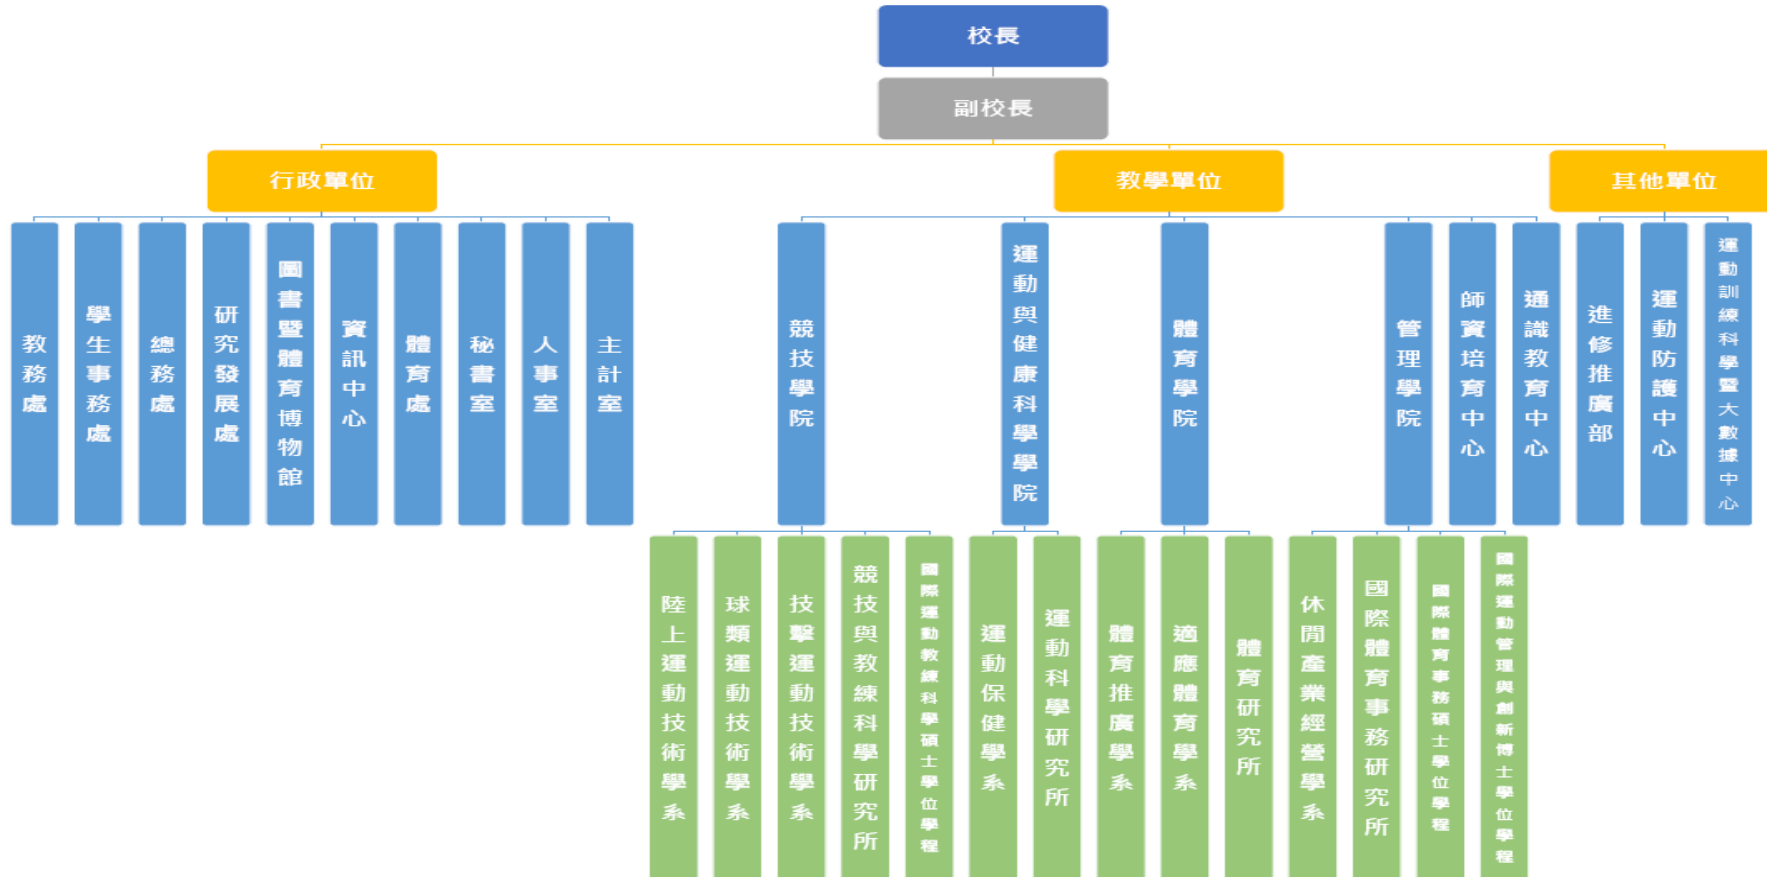 校長
副校長
行政單位
教學單位
其他單位
教務處
學生事務處
總務處
研究發展處
圖書暨體育博物館
資訊中心
體育處
秘書室
人事室
主計室
競技學院
運動與健康科學學院
體育學院
管理學院
師資培育中心
通識教育中心
進修推廣部
運動防護中心
運動訓練科學暨大數據中心
陸上運動技術學系
球類運動技術學系
技擊運動技術學系
競技與教練科學研究所
國際運動教練科學碩士學位學程
運動保健學系
運動科學研究所
體育推廣學系
適應體育學系
體育研究所
休閒產業經營學系
國際體育事務研究所
國際體育事務碩士學位學程
國際運動管理與創新博士學位學程